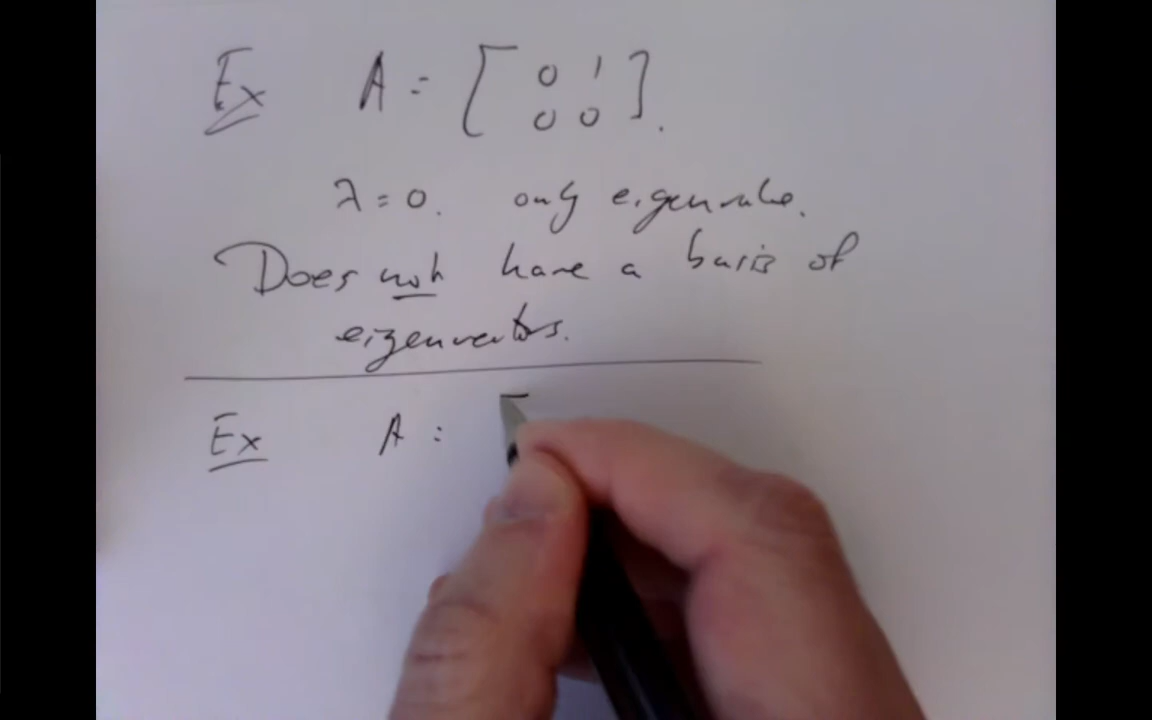 Ex A = [ 0 1
0 0 ].
λ = 0. only eigenvalue.
Does not have a basis of
eigenvectors.
Ex A =